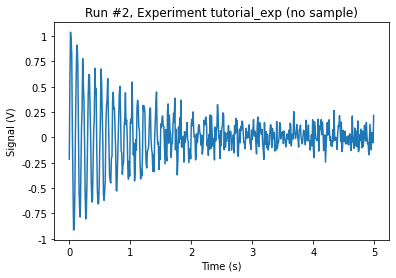 Run #2, Experiment tutorial_exp (no sample)
Signal (V)
1
0.75
0.5
0.25
0
-0.25
-0.5
-0.75
-1
0 1 2 3 4 5
Time (s)